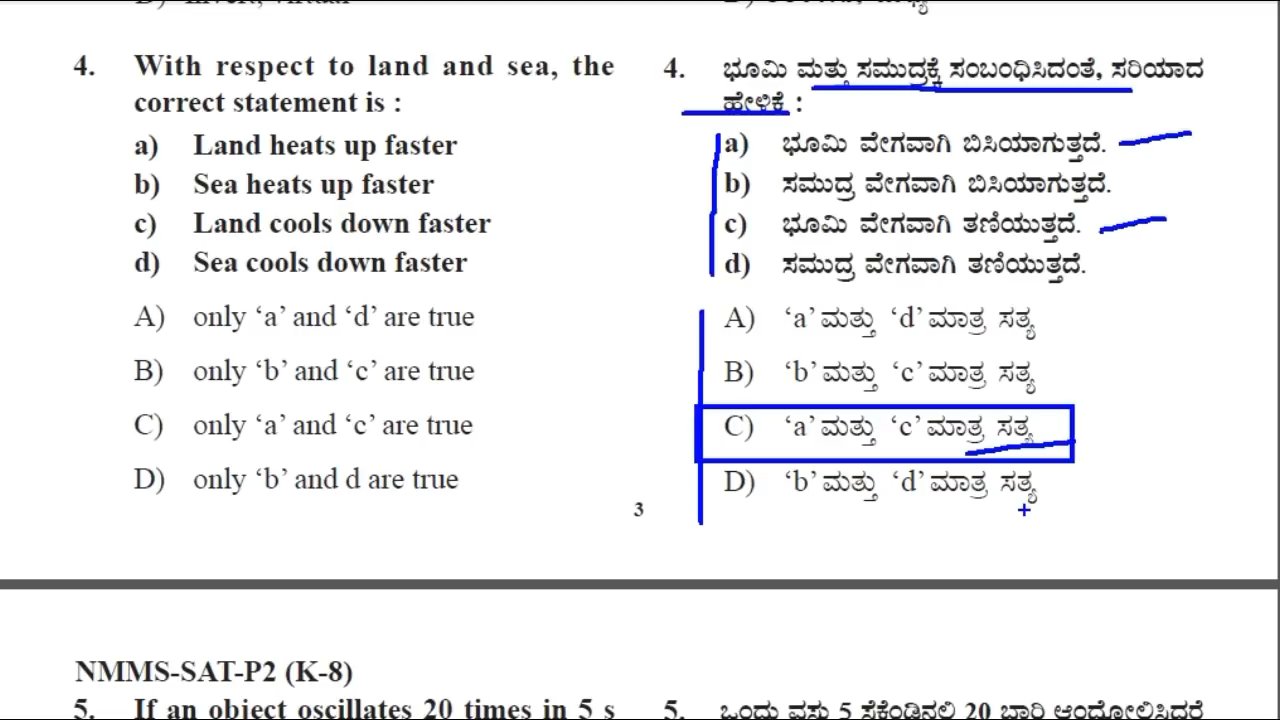 4. With respect to land and sea, the
correct statement is :
a) Land heats up faster
b) Sea heats up faster
c) Land cools down faster
d) Sea cools down faster
A) only ‘a’ and ‘d’ are true
B) only ‘b’ and ‘c’ are true
C) only ‘a’ and ‘c’ are true
D) only ‘b’ and d are true
4. ಭೂಮಿ ಮತ್ತು ಸಮುದ್ರಕ್ಕೆ ಸಂಬಂಧಿಸಿದಂತೆ, ಸರಿಯಾದ
ಹೇಳಿಕೆ :
a) ಭೂಮಿ ವೇಗವಾಗಿ ಬಿಸಿಯಾಗುತ್ತದೆ.
b) ಸಮುದ್ರ ವೇಗವಾಗಿ ಬಿಸಿಯಾಗುತ್ತದೆ.
c) ಭೂಮಿ ವೇಗವಾಗಿ ತಣಿಯುತ್ತದೆ.
d) ಸಮುದ್ರ ವೇಗವಾಗಿ ತಣಿಯುತ್ತದೆ.
A) ‘a’ ಮತ್ತು ‘d’ ಮಾತ್ರ ಸತ್ಯ
B) ‘b’ ಮತ್ತು ‘c’ ಮಾತ್ರ ಸತ್ಯ
C) ‘a’ ಮತ್ತು ‘c’ ಮಾತ್ರ ಸತ್ಯ
D) ‘b’ ಮತ್ತು ‘d’ ಮಾತ್ರ ಸತ್ಯ
3
NMMS-SAT-P2 (K-8)
5. If an object oscillates 20 times in 5 s
5. ಒಂದು ವಸ್ತು 5 ಸೆಕೆಂಡಿನಲ್ಲಿ 20 ಬಾರಿ ಆಂದೋಲಿಸಿದರೆ